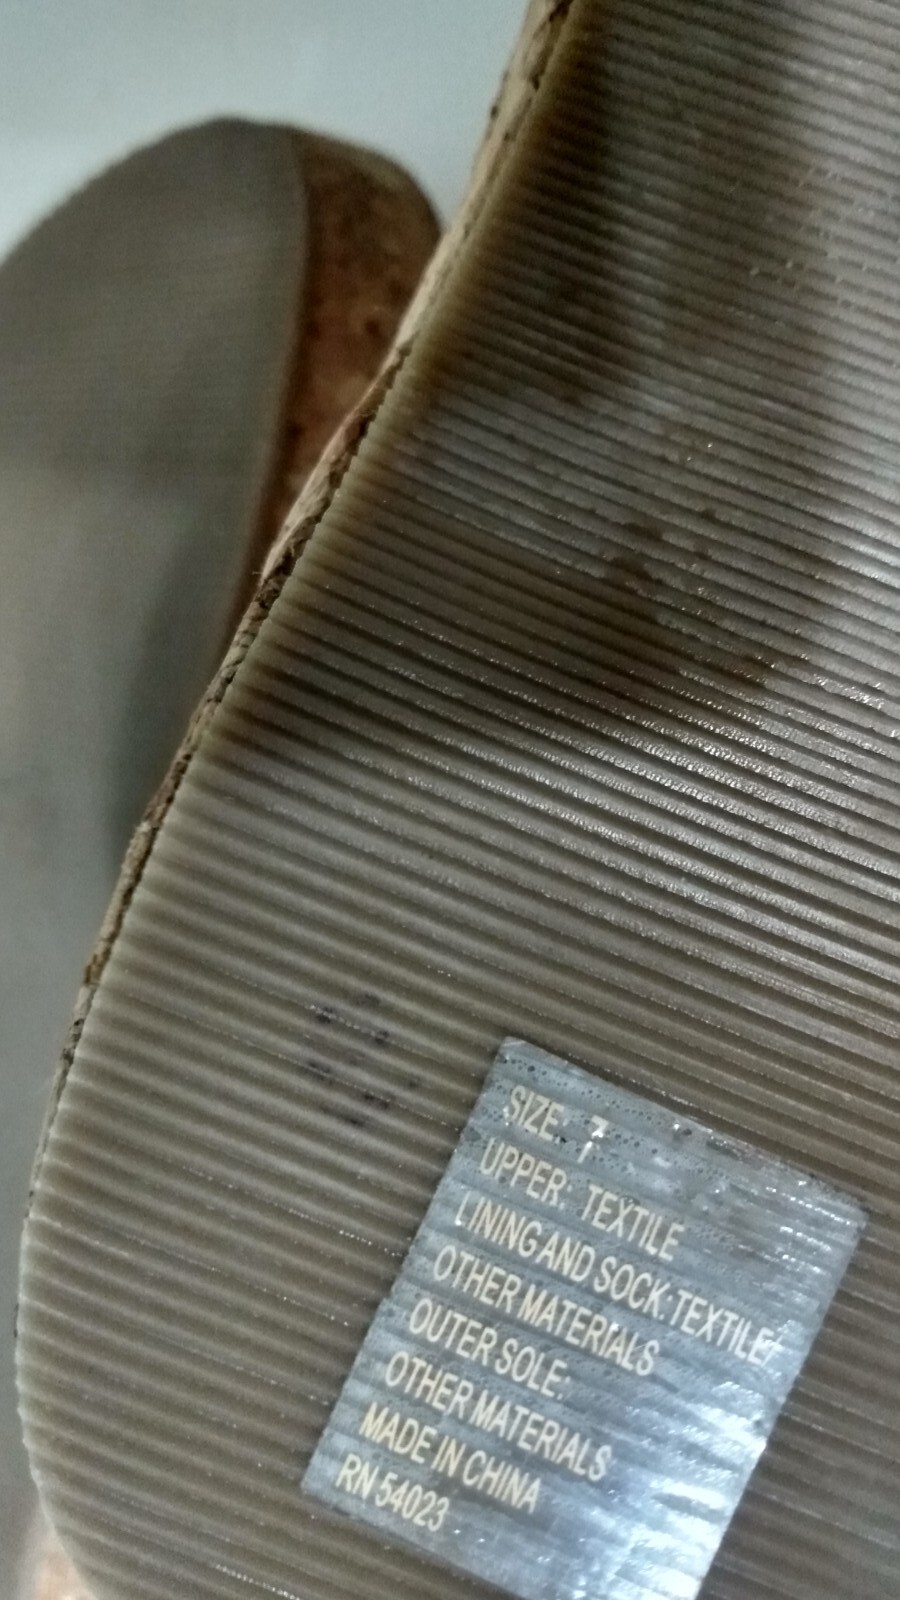 SIZE: 7
UPPER: TEXTILE
LINING AND SOCK: TEXTILE/
OTHER MATERIALS
OUTER SOLE:
OTHER MATERIALS
MADE IN CHINA
RN 54023